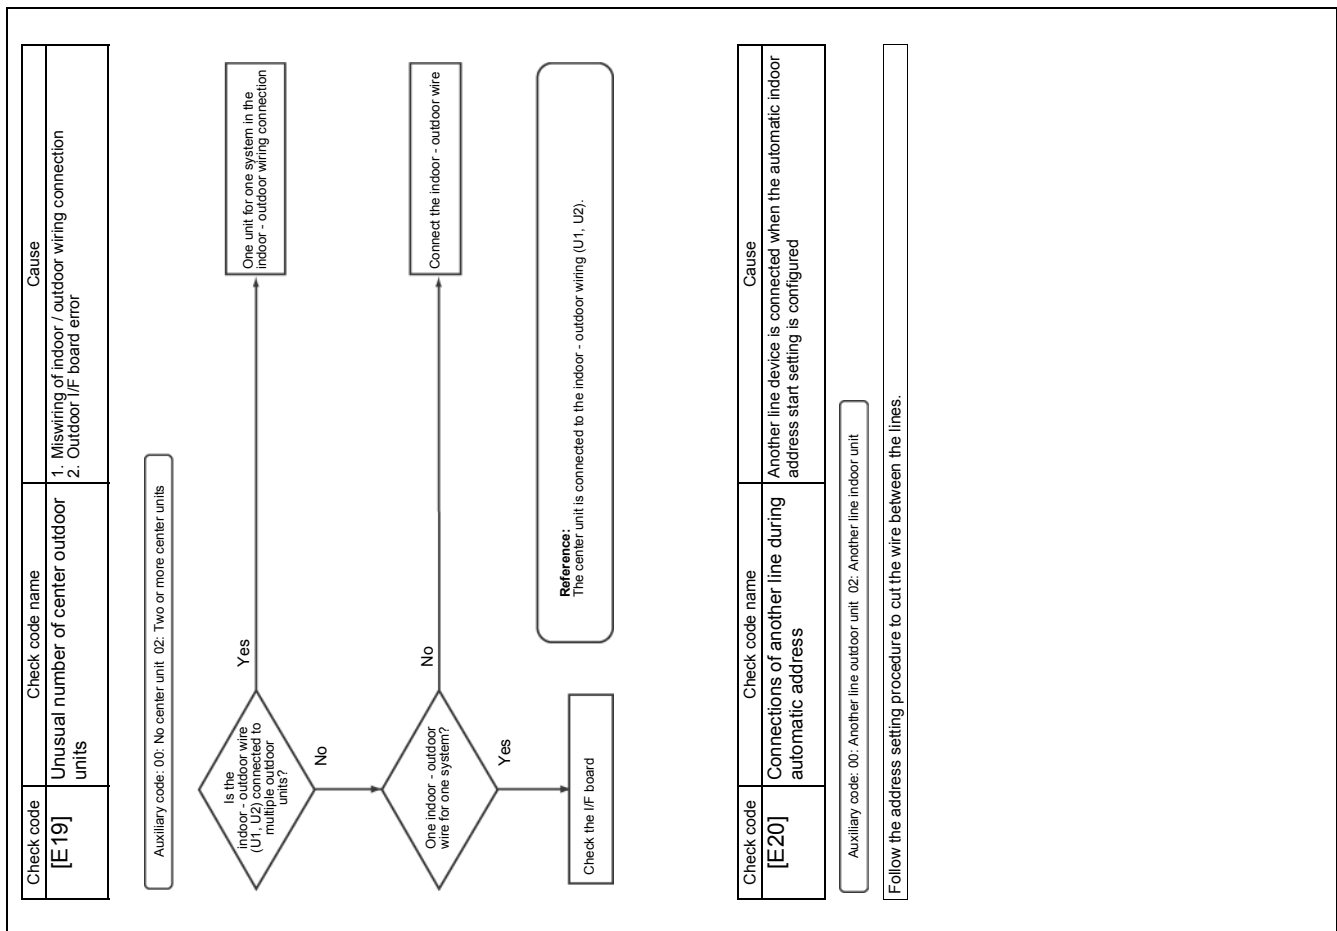 Check code
Check code name
Cause
[E19]
Unusual number of center outdoor
units
1. Miswiring of indoor / outdoor wiring connection
2. Outdoor I/F board error
Auxiliary code: 00: No center unit  02: Two or more center units
Is the
indoor - outdoor wire
(U1, U2) connected to
multiple outdoor
units?
Yes
One unit for one system in the
indoor - outdoor wiring connection
No
One indoor - outdoor
wire for one system?
No
Connect the indoor - outdoor wire
Yes
Check the I/F board
Reference:
The center unit is connected to the indoor - outdoor wiring (U1, U2).
Check code
Check code name
Cause
[E20]
Connections of another line during
automatic address
Another line device is connected when the automatic indoor
address start setting is configured
Auxiliary code: 00: Another line outdoor unit  02: Another line indoor unit
Follow the address setting procedure to cut the wire between the lines.